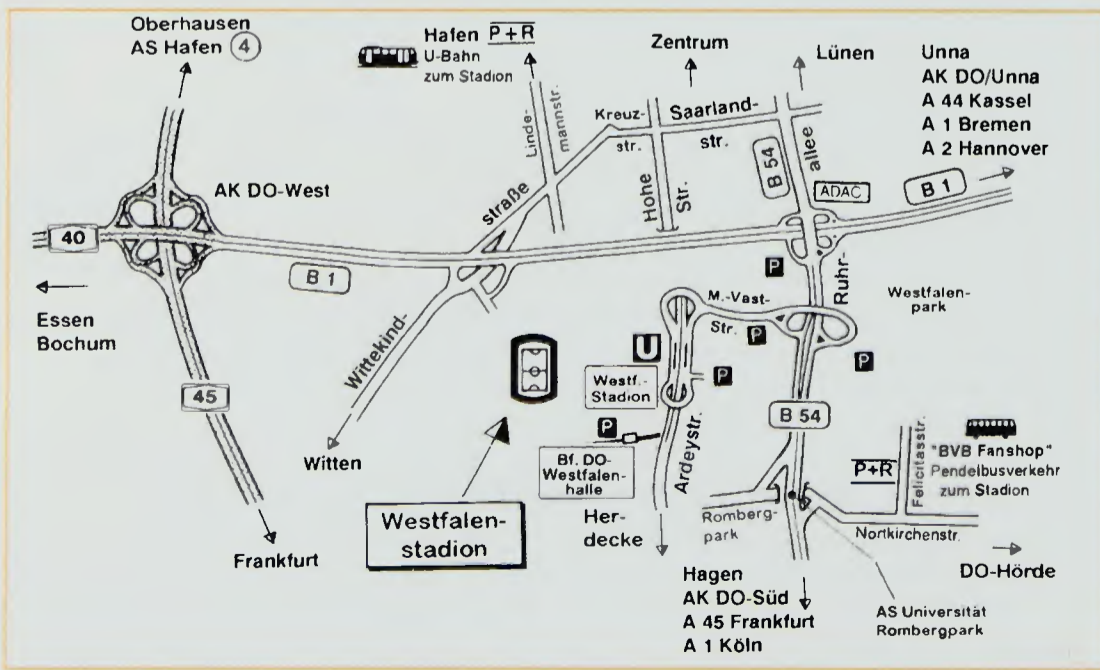 Oberhausen
AS Hafen 4
Hafen P+R
U-Bahn
zum Stadion
Zentrum
Lünen
Unna
AK DO/Unna
A 44 Kassel
A 1 Bremen
A 2 Hannover
Linde-
mannstr.
Kreuz-
str.
Saarland-
str.
B 54
allee
ADAC
B 1
AK DO-West
straße
Hohe
Str.
40
B 1
P
Ruhr-
Essen
Bochum
M.-Vast-
Str.
P
Westfalen-
park
Wittekind-
U
P
P
45
Westf.-
Stadion
B 54
P
Witten
Bf. DO-
Westfalen-
halle
Ardeystr.
P+R
Felicitasstr.
"BVB Fanshop"
Pendelbusverkehr
zum Stadion
Westfalen-
stadion
Her-
decke
Romberg-
park
Nortkirchenstr.
Frankfurt
DO-Hörde
Hagen
AK DO-Süd
A 45 Frankfurt
A 1 Köln
AS Universität
Rombergpark